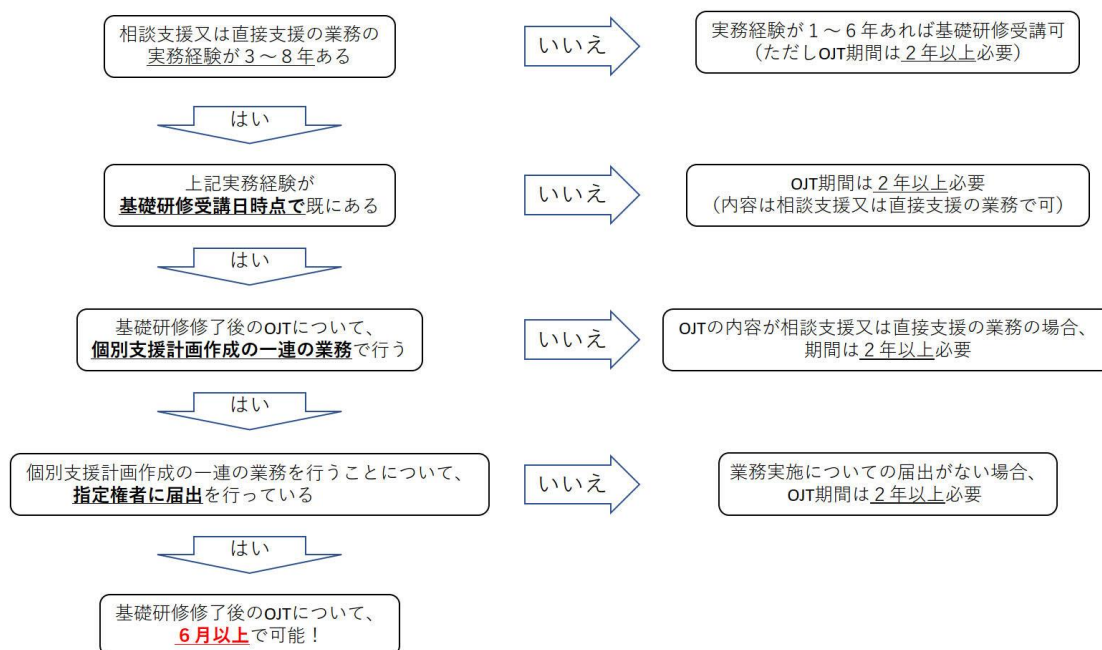 相談支援又は直接支援の業務の
実務経験が３～８年ある
いいえ
実務経験が１～６年あれば基礎研修受講可
（ただしOJT期間は２年以上必要）
はい
上記実務経験が
基礎研修受講日時点で既にある
いいえ
OJT期間は２年以上必要
（内容は相談支援又は直接支援の業務で可）
はい
基礎研修修了後のOJTについて、
個別支援計画作成の一連の業務で行う
いいえ
OJTの内容が相談支援又は直接支援の業務の場合、
期間は２年以上必要
はい
個別支援計画作成の一連の業務を行うことについて、
指定権者に届出を行っている
いいえ
業務実施についての届出がない場合、
OJT期間は２年以上必要
はい
基礎研修修了後のOJTについて、
６月以上で可能！